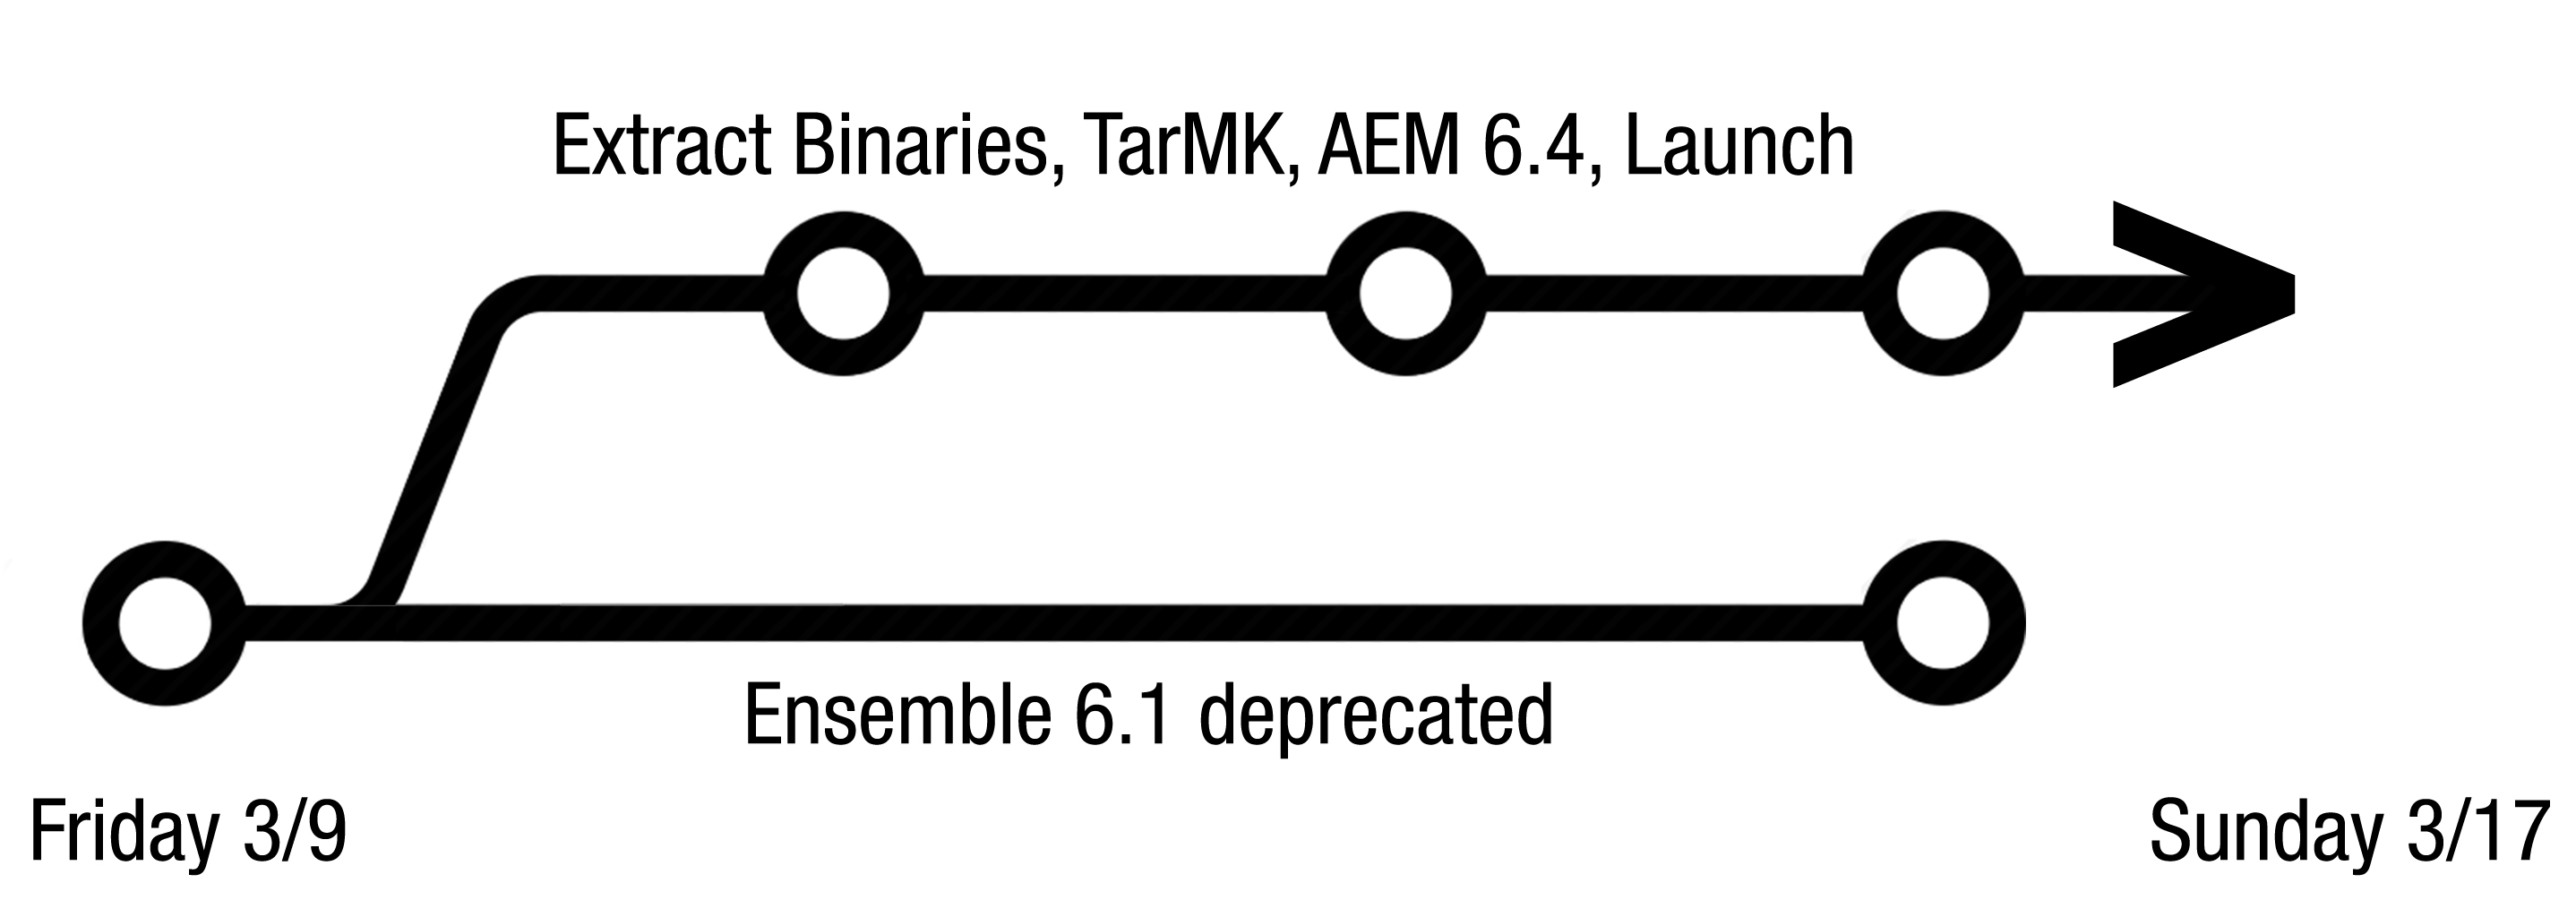 Extract Binaries, TarMK, AEM 6.4, Launch
Ensemble 6.1 deprecated
Friday 3/9
Sunday 3/17